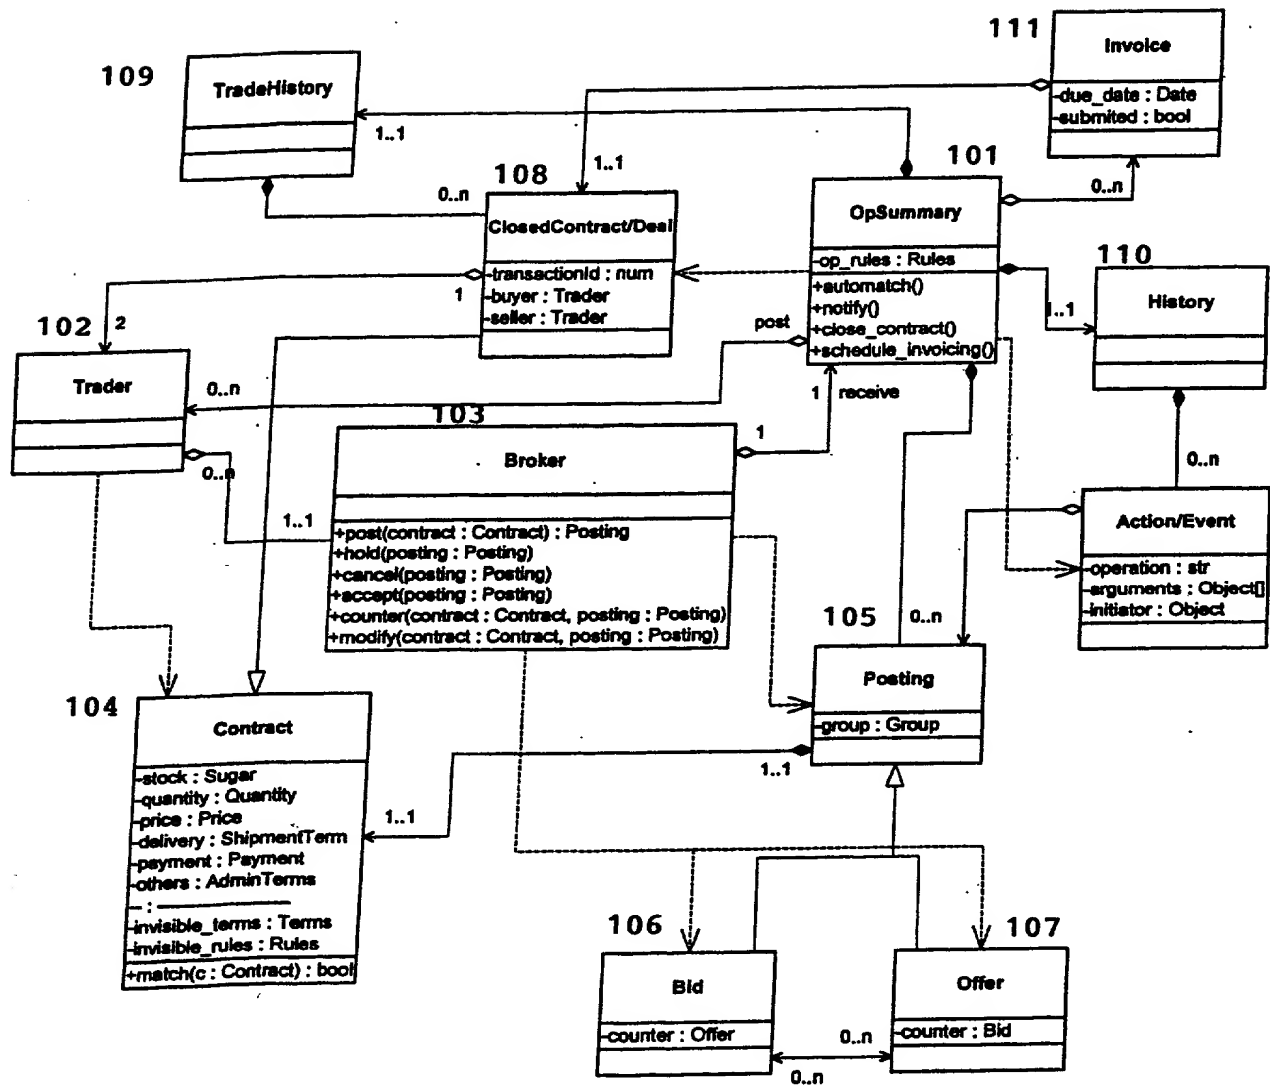 111
Invoice
-due_date : Date
-submited : bool
109
TradeHistory
1..1
1..1
108
0..n
ClosedContract/Deal
-transactionId : num
-buyer : Trader
-seller : Trader
1
2
101
OpSummary
-op_rules : Rules
+automatch()
+notify()
+close_contract()
+schedule_invoicing()
0..n
post
1 receive
110
History
1..1
0..n
102
Trader
0..n
0..n
1..1
103
Broker
1
+post(contract : Contract) : Posting
+hold(posting : Posting)
+cancel(posting : Posting)
+accept(posting : Posting)
+counter(contract : Contract, posting : Posting)
+modify(contract : Contract, posting : Posting)
Action/Event
-operation : str
-arguments : Object[]
-initiator : Object
105
0..n
Posting
-group : Group
1..1
1..1
104
Contract
-stock : Sugar
-quantity : Quantity
-price : Price
-delivery : ShipmentTerm
-payment : Payment
-others : AdminTerms
- :
-invisible_terms : Terms
-invisible_rules : Rules
+match(c : Contract) : bool
106
Bid
-counter : Offer
107
Offer
-counter : Bid
0..n
0..n